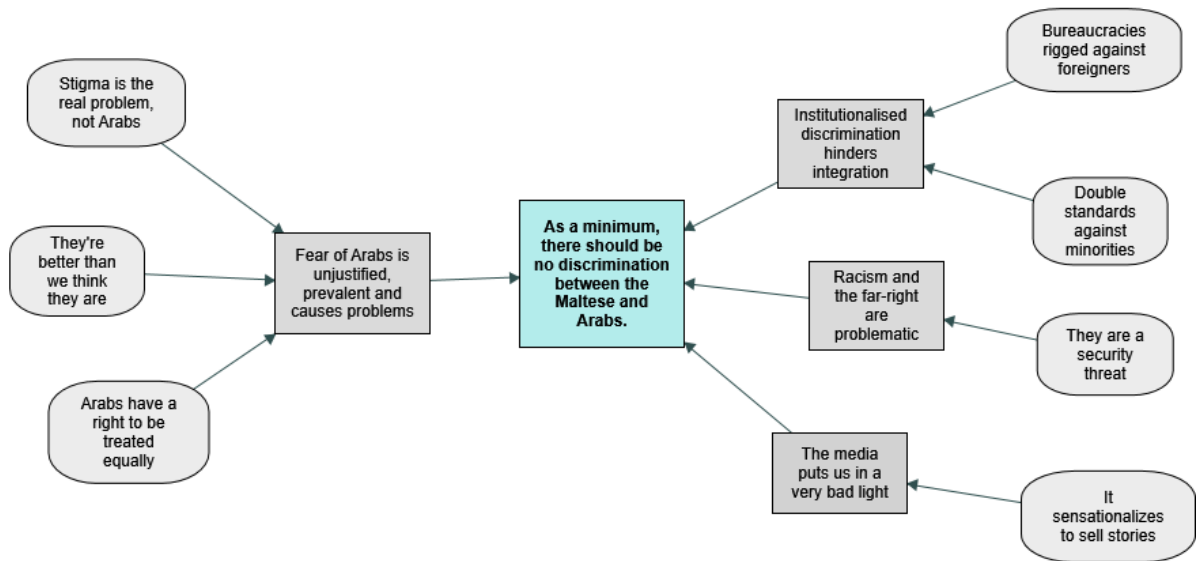 Stigma is the
real problem,
not Arabs
They're
better than
we think
they are
Arabs have a
right to be
treated
equally
Fear of Arabs is
unjustified,
prevalent and
causes problems
As a minimum,
there should be
no discrimination
between the
Maltese and
Arabs.
Institutionalised
discrimination
hinders
integration
Racism and
the far-right
are
problematic
The media
puts us in a
very bad light
Bureaucracies
rigged against
foreigners
Double
standards
against
minorities
They are a
security
threat
It
sensationalizes
to sell stories